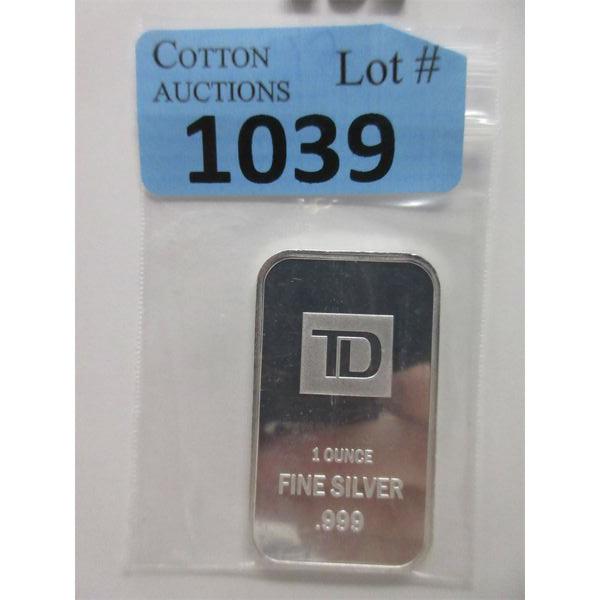 COTTON AUCTIONS
Lot #
1039
TD
1 OUNCE
FINE SILVER
.999